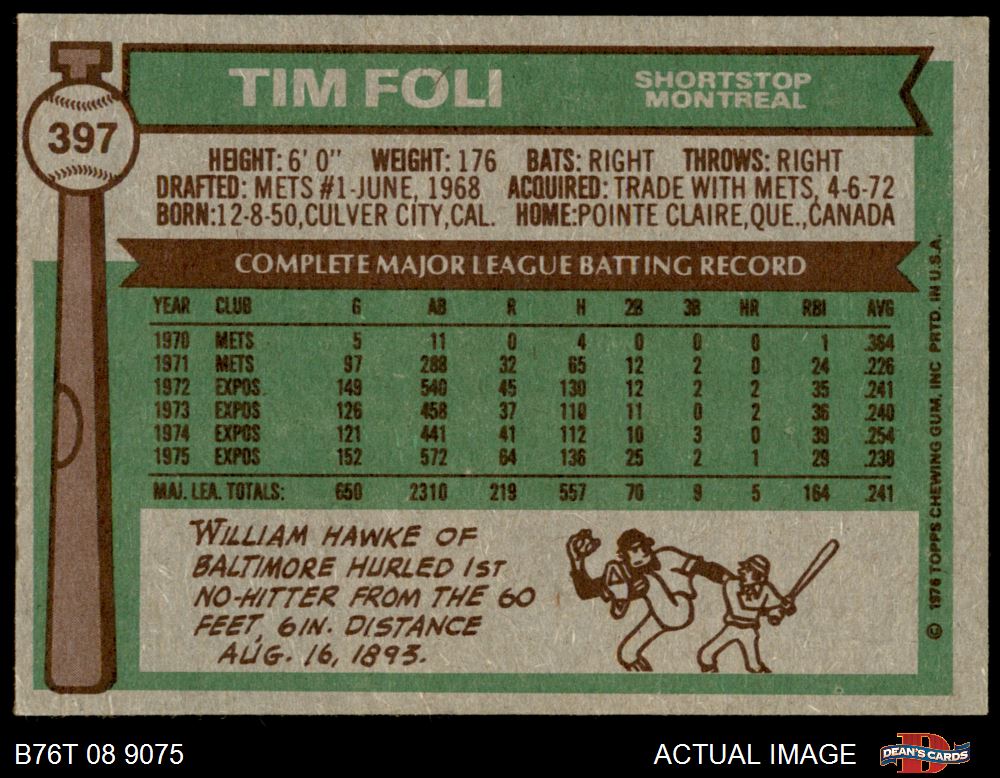 TIM FOLI
SHORTSTOP
MONTREAL
397
HEIGHT: 6' 0" WEIGHT: 176 BATS: RIGHT THROWS: RIGHT
DRAFTED: METS #1-JUNE, 1968 ACQUIRED: TRADE WITH METS, 4-6-72
BORN:12-8-50,CULVER CITY,CAL. HOME:POINTE CLAIRE,QUE.,CANADA
COMPLETE MAJOR LEAGUE BATTING RECORD
YEAR CLUB G AB R H 2B 3B HR RBI AVG
1970 METS 5 11 0 4 0 0 0 1 .364
1971 METS 97 288 32 65 12 2 0 24 .226
1972 EXPOS 149 540 45 130 12 2 2 35 .241
1973 EXPOS 126 458 37 110 11 0 2 36 .240
1974 EXPOS 121 441 41 112 10 3 0 39 .254
1975 EXPOS 152 572 64 136 25 2 1 29 .238
MAJ. LEA. TOTALS: 650 2310 219 557 70 9 5 164 .241
WILLIAM HAWKE OF
BALTIMORE HURLED 1ST
NO-HITTER FROM THE 60
FEET, 6IN. DISTANCE
AUG. 16, 1893.
© 1976 TOPPS CHEWING GUM, INC PRTD. IN U.S.A.
B76T 08 9075
ACTUAL IMAGE
DEAN'S CARDS